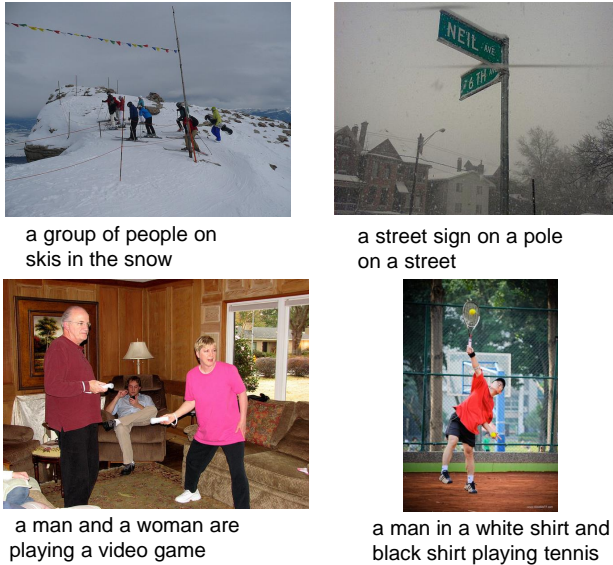 NEIL AVE
6TH
a group of people on
skis in the snow
a street sign on a pole
on a street
a man and a woman are
playing a video game
a man in a white shirt and
black shirt playing tennis